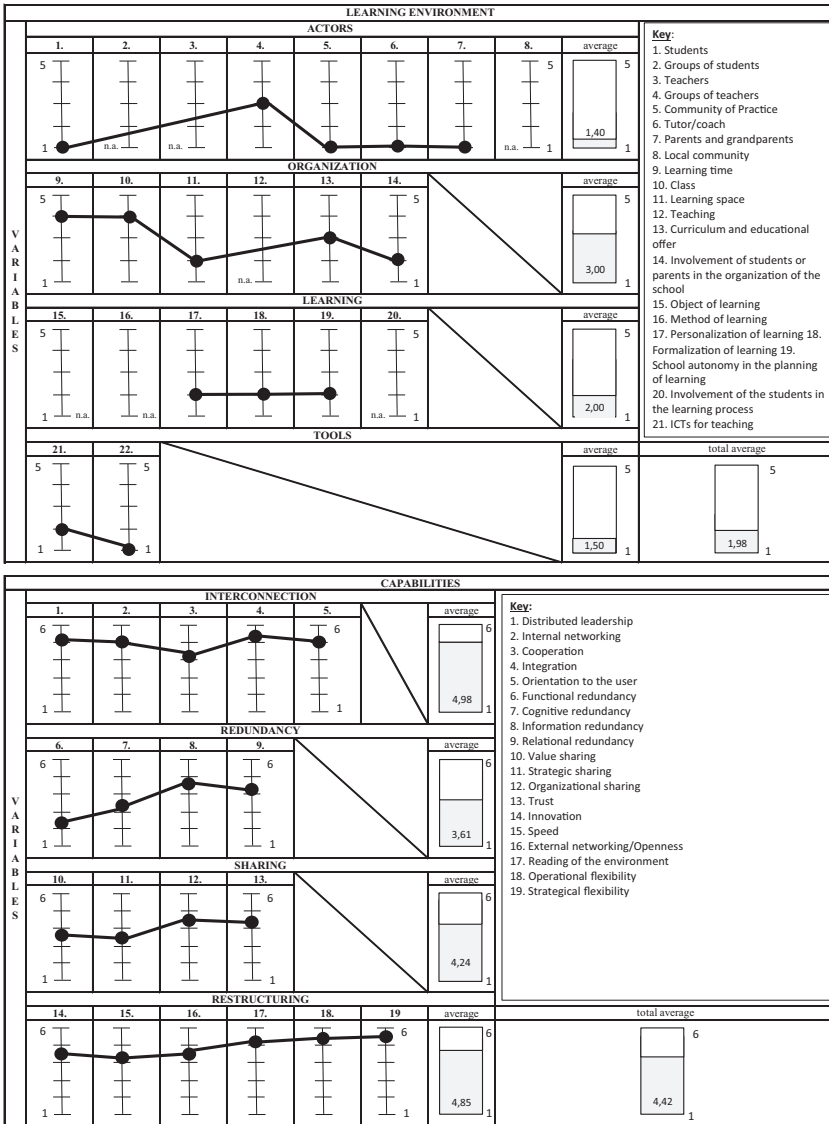 LEARNING ENVIRONMENT
ACTORS
1. 2. 3. 4. 5. 6. 7. 8. average
5 5 5
1 n.a. n.a. n.a. 1 1,40 1
ORGANIZATION
9. 10. 11. 12. 13. 14. average
5 5 5
1 n.a. 1 3,00 1
LEARNING
15. 16. 17. 18. 19. 20. average
5 5 5
1 n.a. n.a. n.a. 1 2,00 1
TOOLS
21. 22. average total average
5 5 5 5
1 1 1,50 1 1,98 1
VARIABLES
Key:
1. Students
2. Groups of students
3. Teachers
4. Groups of teachers
5. Community of Practice
6. Tutor/coach
7. Parents and grandparents
8. Local community
9. Learning time
10. Class
11. Learning space
12. Teaching
13. Curriculum and educational
offer
14. Involvement of students or
parents in the organization of the
school
15. Object of learning
16. Method of learning
17. Personalization of learning 18.
Formalization of learning 19.
School autonomy in the planning
of learning
20. Involvement of the students in
the learning process
21. ICTs for teaching
CAPABILITIES
INTERCONNECTION
1. 2. 3. 4. 5. average
6 6 6
1 1 4,98 1
REDUNDANCY
6. 7. 8. 9. average
6 6 6
1 1 3,61 1
SHARING
10. 11. 12. 13. average
6 6 6
1 1 4,24 1
RESTRUCTURING
14. 15. 16. 17. 18. 19 average total average
6 6 6 6
1 1 4,85 1 4,42 1
VARIABLES
Key:
1. Distributed leadership
2. Internal networking
3. Cooperation
4. Integration
5. Orientation to the user
6. Functional redundancy
7. Cognitive redundancy
8. Information redundancy
9. Relational redundancy
10. Value sharing
11. Strategic sharing
12. Organizational sharing
13. Trust
14. Innovation
15. Speed
16. External networking/Openness
17. Reading of the environment
18. Operational flexibility
19. Strategical flexibility